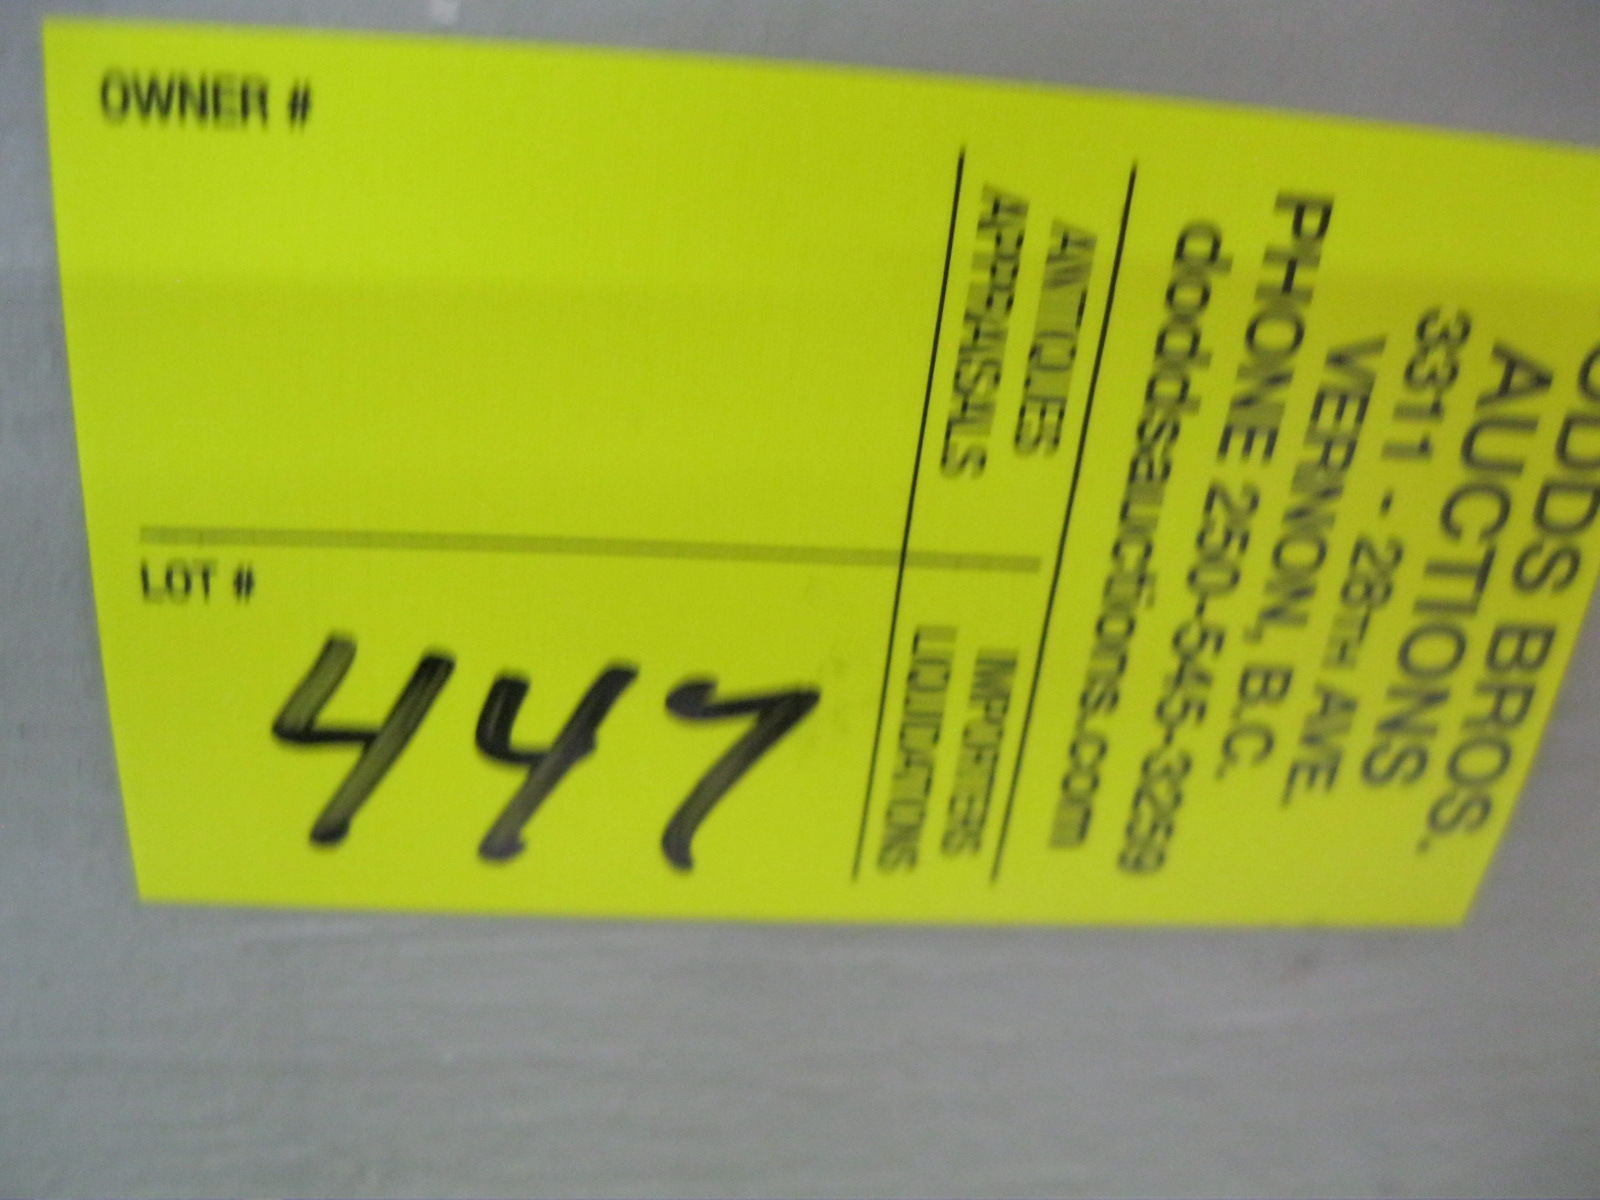 OWNER #
LOT #
447
ODDS BROS.
AUCTIONS
3311 - 28TH AVE.
VERNON, B.C.
PHONE 250-545-3259
doddsauctions.com
ANTIQUES
IMPORTERS
APPRAISALS
LIQUIDATIONS